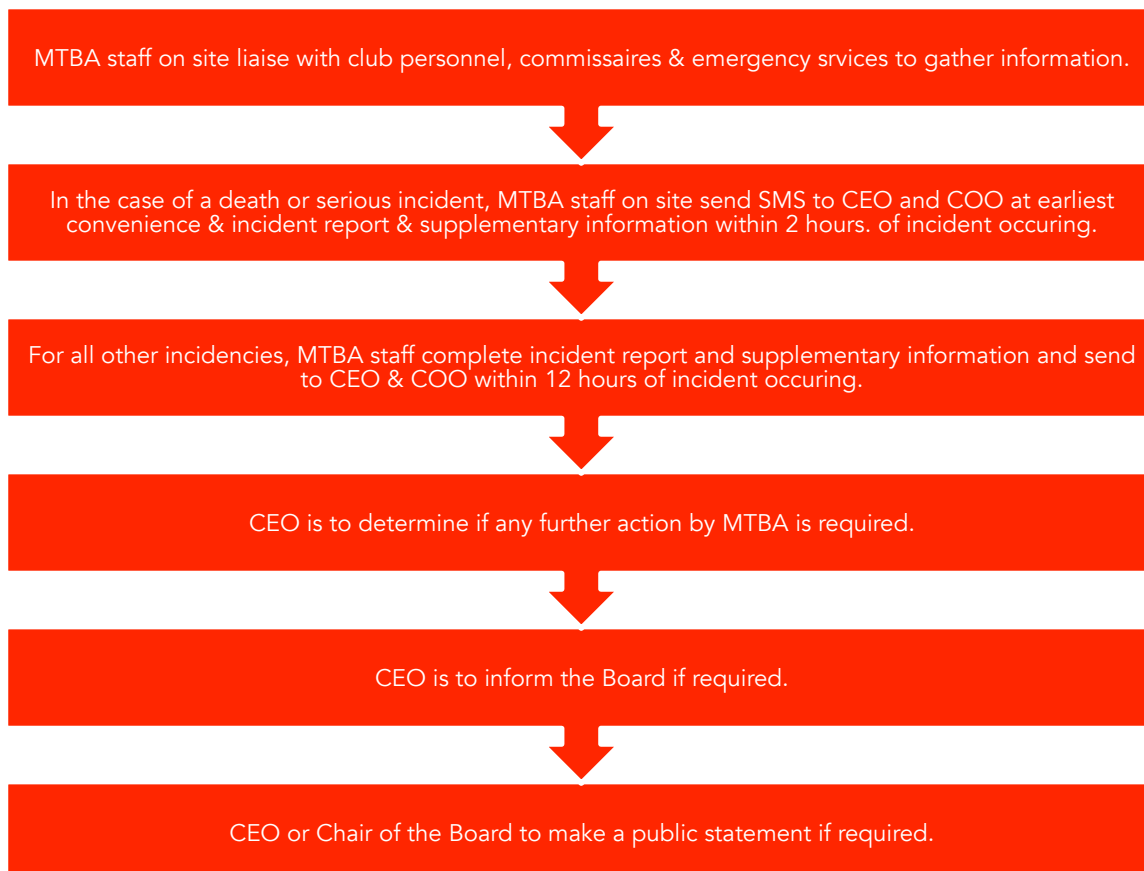 MTBA staff on site liaise with club personnel, commissaires & emergency srvices to gather information.
In the case of a death or serious incident, MTBA staff on site send SMS to CEO and COO at earliest
convenience & incident report & supplementary information within 2 hours. of incident occuring.
For all other incidencies, MTBA staff complete incident report and supplementary information and send
to CEO & COO within 12 hours of incident occuring.
CEO is to determine if any further action by MTBA is required.
CEO is to inform the Board if required.
CEO or Chair of the Board to make a public statement if required.